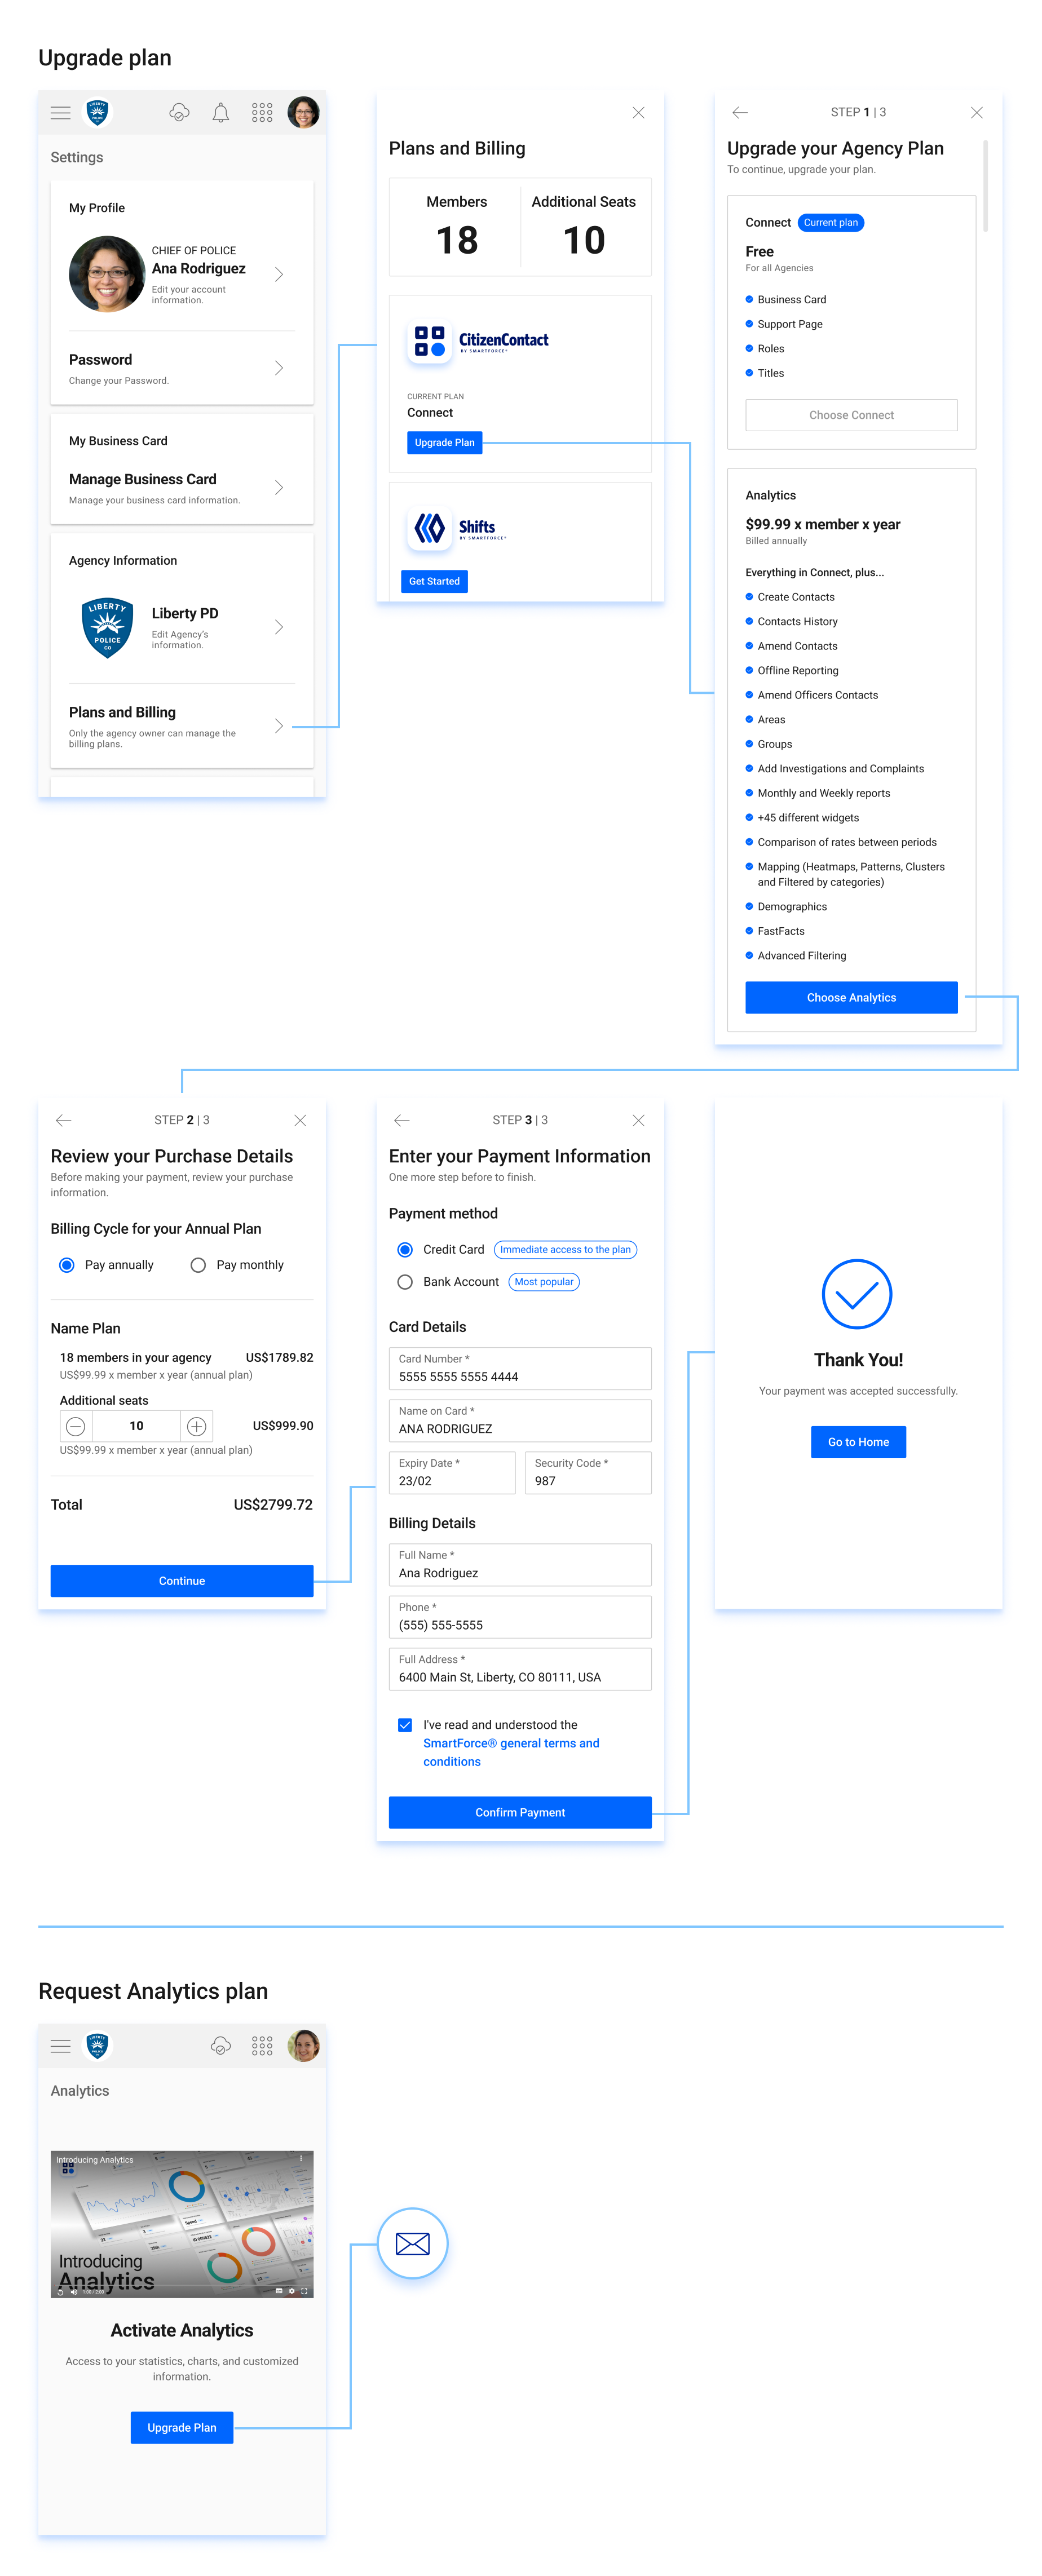 Upgrade plan
LIBERTY
POLICE
Settings
My Profile
CHIEF OF POLICE
Ana Rodriguez
Edit your account
information.
Password
Change your Password.
My Business Card
Manage Business Card
Manage your business card information.
Agency Information
LIBERTY
POLICE
CO
Liberty PD
Edit Agency's
information.
Plans and Billing
Only the agency owner can manage the
billing plans.
Plans and Billing
Members
18
Additional Seats
10
CitizenContact
BY SMARTFORCE®
CURRENT PLAN
Connect
Upgrade Plan
Shifts
BY SMARTFORCE®
Get Started
STEP 1 | 3
Upgrade your Agency Plan
To continue, upgrade your plan.
Connect Current plan
Free
For all Agencies
Business Card
Support Page
Roles
Titles
Choose Connect
Analytics
$99.99 x member x year
Billed annually
Everything in Connect, plus...
Create Contacts
Contacts History
Amend Contacts
Offline Reporting
Amend Officers Contacts
Areas
Groups
Add Investigations and Complaints
Monthly and Weekly reports
+45 different widgets
Comparison of rates between periods
Mapping (Heatmaps, Patterns, Clusters
and Filtered by categories)
Demographics
FastFacts
Advanced Filtering
Choose Analytics
STEP 2 | 3
Review your Purchase Details
Before making your payment, review your purchase
information.
Billing Cycle for your Annual Plan
Pay annually
Pay monthly
Name Plan
18 members in your agency US$1789.82
US$99.99 x member x year (annual plan)
Additional seats
10 US$999.90
US$99.99 x member x year (annual plan)
Total US$2799.72
Continue
STEP 3 | 3
Enter your Payment Information
One more step before to finish.
Payment method
Credit Card Immediate access to the plan
Bank Account Most popular
Card Details
Card Number *
5555 5555 5555 4444
Name on Card *
ANA RODRIGUEZ
Expiry Date *
23/02
Security Code *
987
Billing Details
Full Name *
Ana Rodriguez
Phone *
(555) 555-5555
Full Address *
6400 Main St, Liberty, CO 80111, USA
I've read and understood the
SmartForce® general terms and
conditions
Confirm Payment
Thank You!
Your payment was accepted successfully.
Go to Home
Request Analytics plan
LIBERTY
POLICE
Analytics
Introducing Analytics
Introducing
Analytics
Activate Analytics
Access to your statistics, charts, and customized
information.
Upgrade Plan